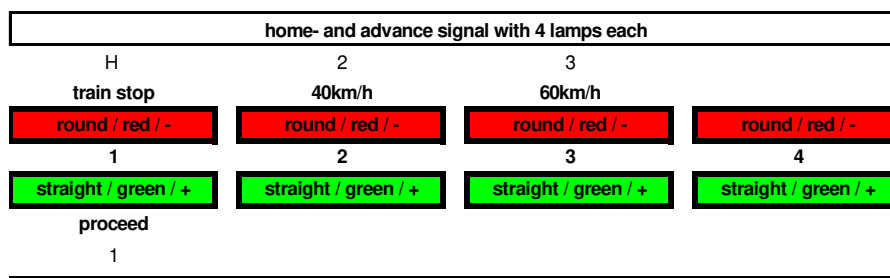 home- and advance signal with 4 lamps each
H 2 3
train stop 40km/h 60km/h
round / red / - round / red / - round / red / - round / red / -
1 2 3 4
straight / green / + straight / green / + straight / green / + straight / green / +
proceed
1